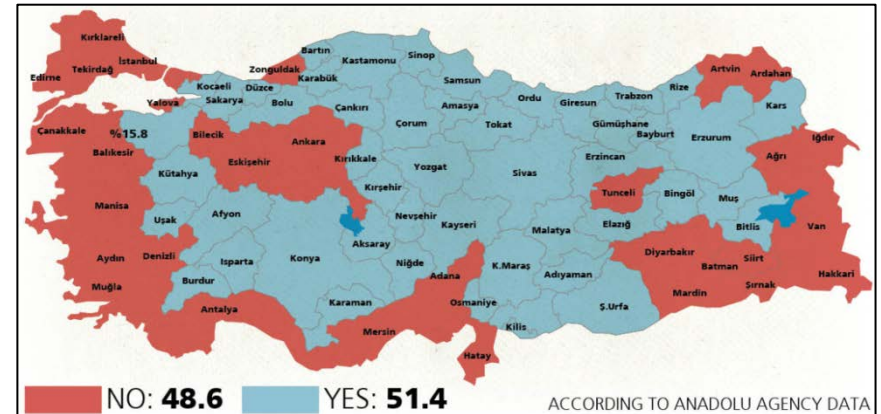 Kırklareli
Edirne
Tekirdağ
İstanbul
Yalova
Kocaeli
Sakarya
Düzce
Bolu
Zonguldak
Bartın
Karabük
Kastamonu
Sinop
Çankırı
Samsun
Amasya
Çorum
Tokat
Ordu
Giresun
Trabzon
Rize
Artvin
Ardahan
Kars
Gümüşhane
Bayburt
Erzurum
Erzincan
Iğdır
Ağrı
Çanakkale
%15.8
Balıkesir
Bilecik
Eskişehir
Ankara
Kırıkkale
Kütahya
Yozgat
Kırşehir
Sivas
Tunceli
Bingöl
Muş
Van
Manisa
Uşak
Afyon
Nevşehir
Kayseri
Malatya
Elazığ
Bitlis
Aydın
Denizli
Isparta
Konya
Aksaray
Niğde
K.Maraş
Adıyaman
Diyarbakır
Batman
Siirt
Hakkari
Muğla
Burdur
Antalya
Karaman
Adana
Mersin
Osmaniye
Kilis
Hatay
Ş.Urfa
Mardin
Şırnak
NO: 48.6
YES: 51.4
ACCORDING TO ANADOLU AGENCY DATA